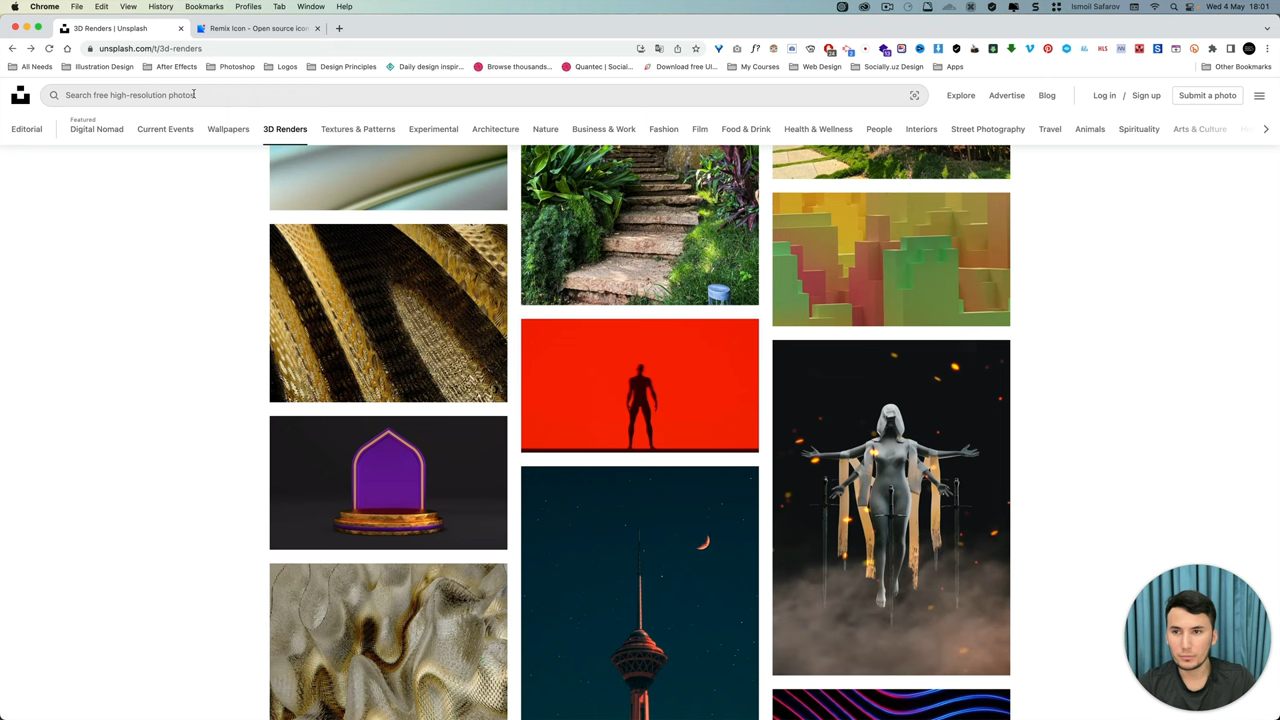 Chrome File Edit View History Bookmarks Profiles Tab Window Help
Ismoil Safarov Wed 4 May 18:01
3D Renders | Unsplash
Remix Icon - Open source icon
unsplash.com/t/3d-renders
All Needs Illustration Design After Effects Photoshop Logos Design Principles Daily design inspir... Browse thousands... Quantec | Social... Download free UI... My Courses Web Design Socially.uz Design Apps Other Bookmarks
Search free high-resolution photos
Explore Advertise Blog Log in / Sign up Submit a photo
Featured
Editorial Digital Nomad Current Events Wallpapers 3D Renders Textures & Patterns Experimental Architecture Nature Business & Work Fashion Film Food & Drink Health & Wellness People Interiors Street Photography Travel Animals Spirituality Arts & Culture